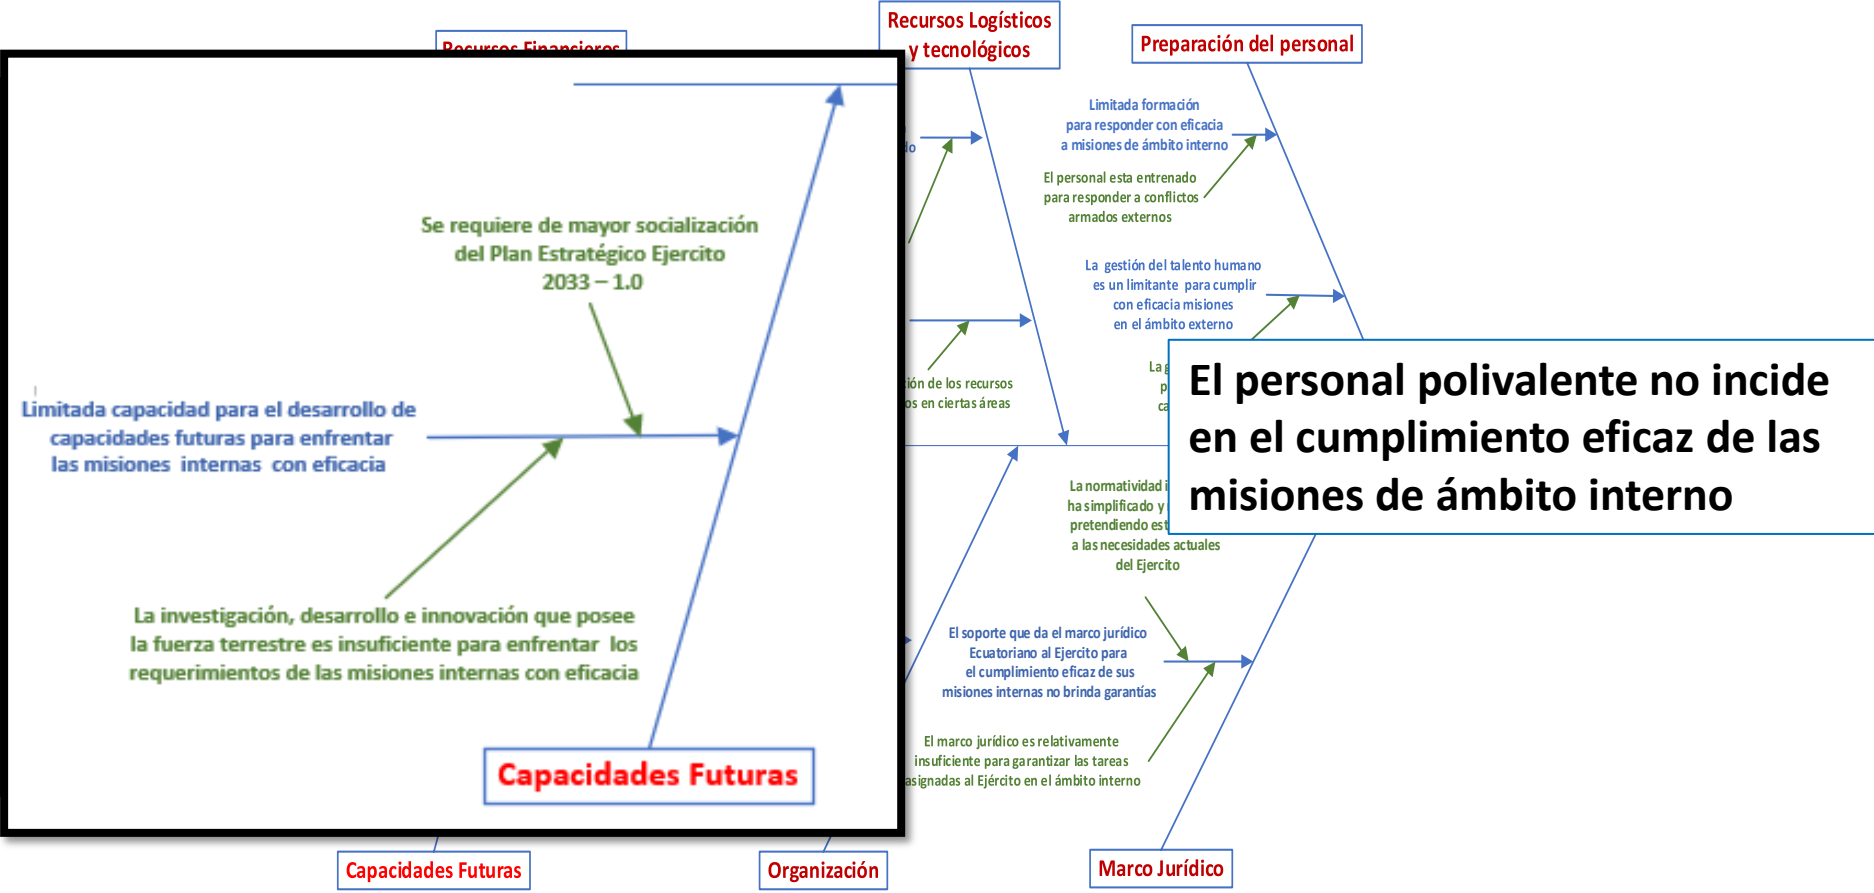 Recursos Financieros
Recursos Logísticos
y tecnológicos
Preparación del personal
Se requiere de mayor socialización
del Plan Estratégico Ejercito
2033 – 1.0
Limitada capacidad para el desarrollo de
capacidades futuras para enfrentar
las misiones  internas  con eficacia
La investigación, desarrollo e innovación que posee
la fuerza terrestre es insuficiente para enfrentar  los
requerimientos de las misiones internas con eficacia
Capacidades Futuras
Limitada formación
para responder con eficacia
a misiones de ámbito interno
El personal esta entrenado
para responder a conflictos
armados externos
La  gestión del talento humano
es un limitante  para cumplir
con eficacia misiones
en el ámbito externo
de los recursos
en ciertas áreas
La
El personal polivalente no incide
en el cumplimiento eficaz de las
misiones de ámbito interno
La normatividad
ha simplificado y
pretendiendo
a las necesidades actuales
del Ejercito
El soporte que da el marco jurídico
Ecuatoriano al Ejercito para
el cumplimiento eficaz de sus
misiones internas no brinda garantías
El marco jurídico es relativamente
insuficiente para garantizar las tareas
asignadas al Ejército en el ámbito interno
Capacidades Futuras
Organización
Marco Jurídico